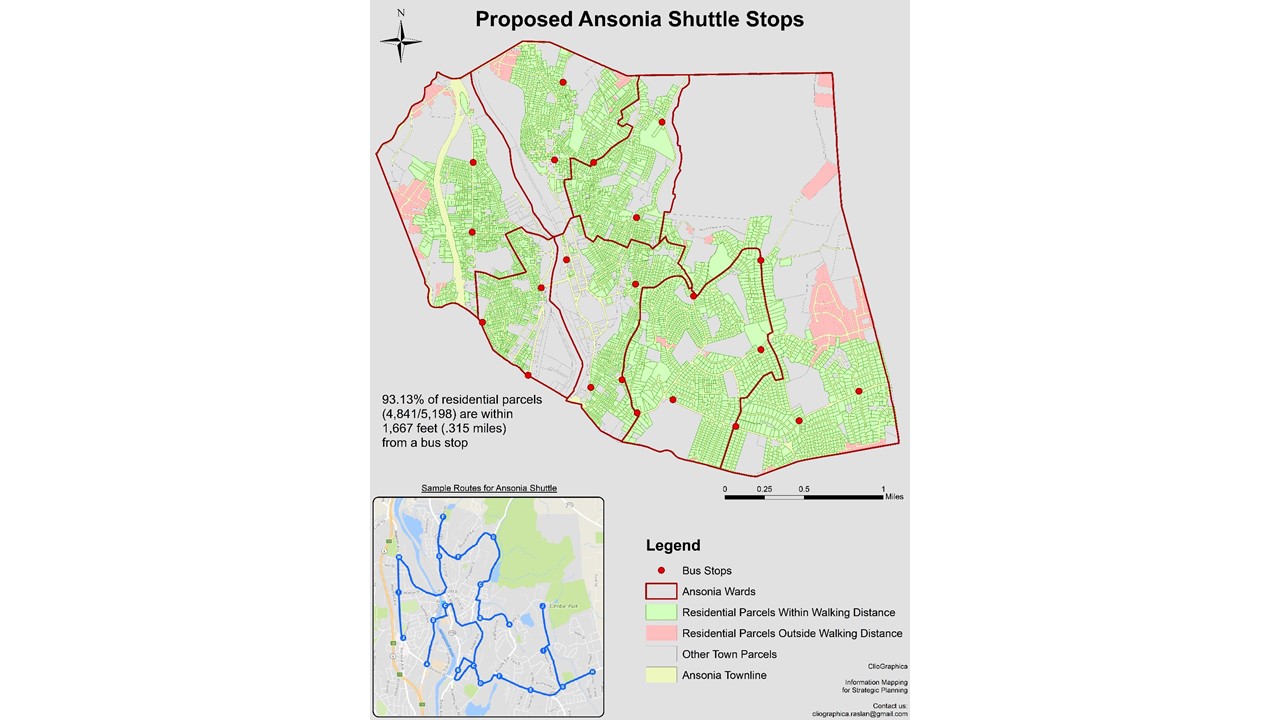 Proposed Ansonia Shuttle Stops
N
93.13% of residential parcels
(4,841/5,198) are within
1,667 feet (.315 miles)
from a bus stop
Sample Routes for Ansonia Shuttle
0 0.25 0.5 1
Miles
Legend
Bus Stops
Ansonia Wards
Residential Parcels Within Walking Distance
Residential Parcels Outside Walking Distance
Other Town Parcels
Ansonia Townline
ClioGraphica
Information Mapping
for Strategic Planning
Contact us:
cliographica.raslan@gmail.com